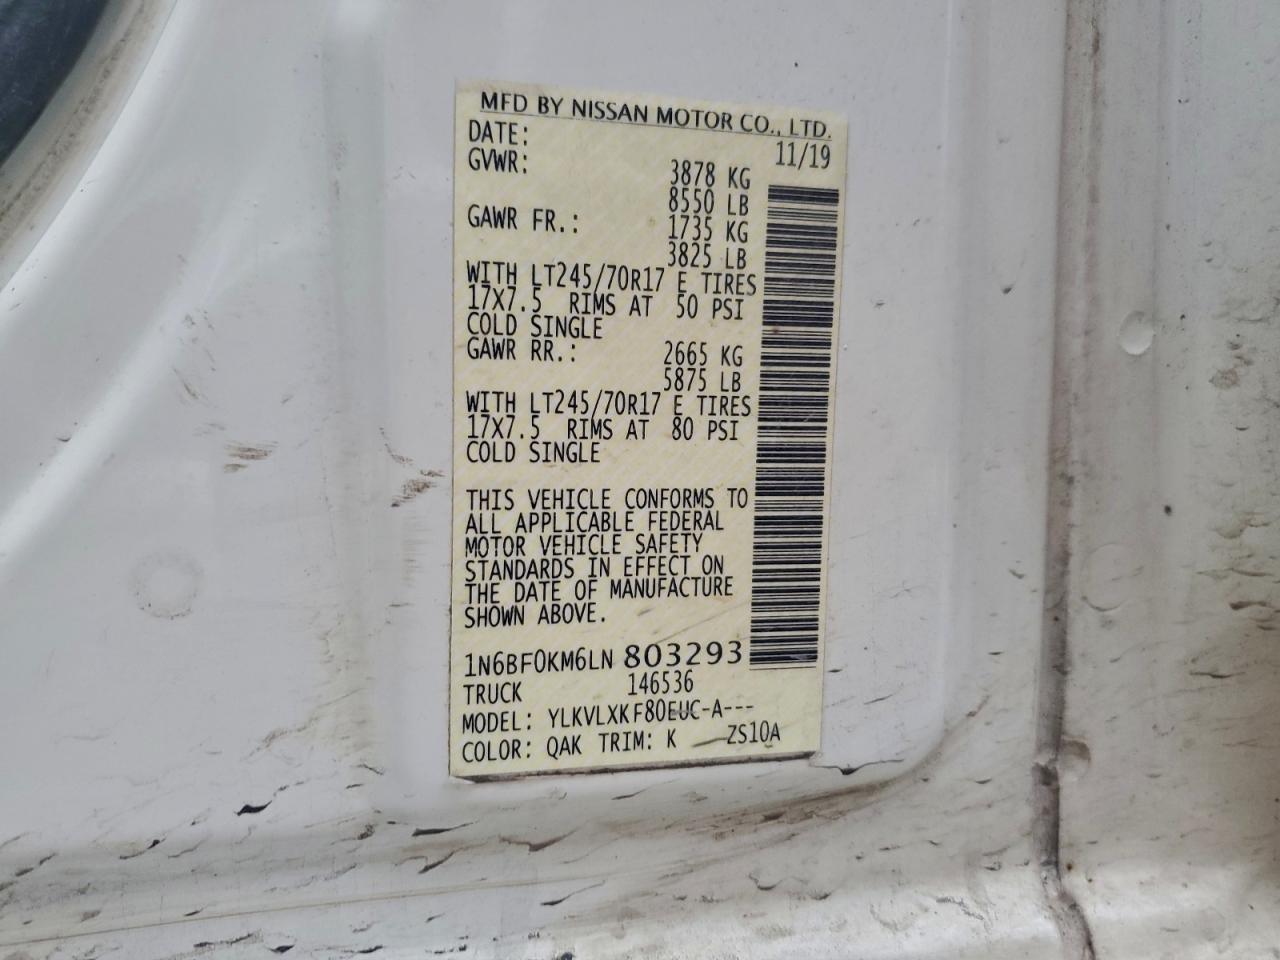 MFD BY NISSAN MOTOR CO., LTD.
DATE: 11/19
GVWR: 3878 KG
8550 LB
GAWR FR.: 1735 KG
3825 LB
WITH LT245/70R17 E TIRES
17X7.5 RIMS AT 50 PSI
COLD SINGLE
GAWR RR.: 2665 KG
5875 LB
WITH LT245/70R17 E TIRES
17X7.5 RIMS AT 80 PSI
COLD SINGLE
THIS VEHICLE CONFORMS TO
ALL APPLICABLE FEDERAL
MOTOR VEHICLE SAFETY
STANDARDS IN EFFECT ON
THE DATE OF MANUFACTURE
SHOWN ABOVE.
1N6BF0KM6LN 803293
TRUCK 146536
MODEL: YLKVLXKF80EUC-A---
COLOR: QAK TRIM: K ZS10A